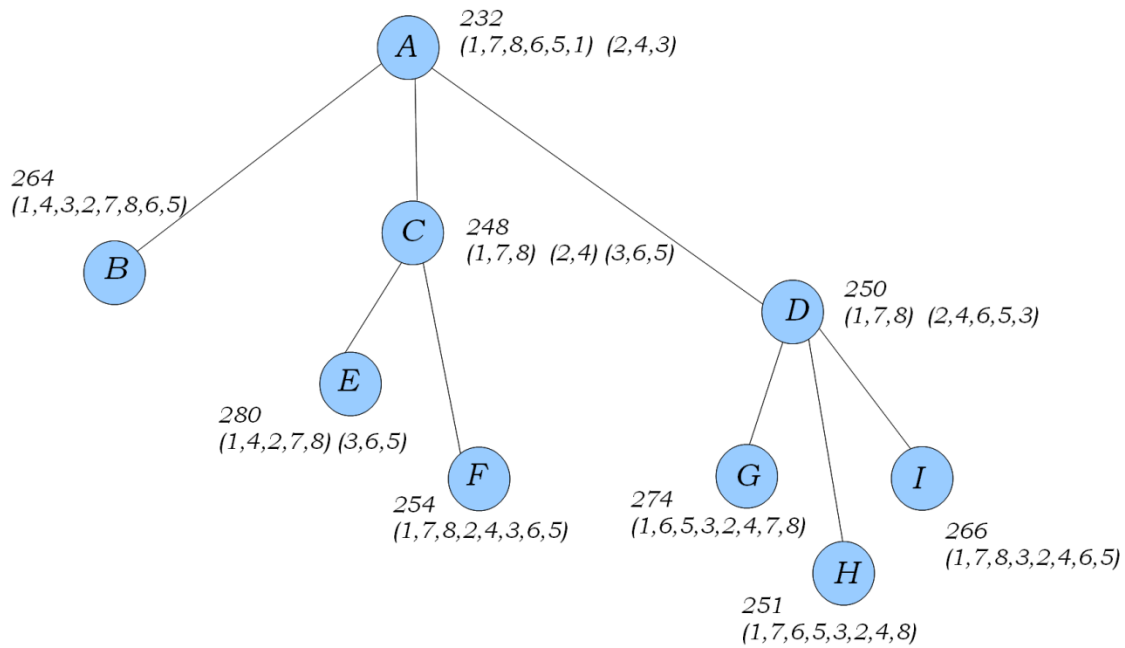 232
A
(1,7,8,6,5,1) (2,4,3)
264
(1,4,3,2,7,8,6,5)
B
C
248
(1,7,8) (2,4) (3,6,5)
D
250
(1,7,8) (2,4,6,5,3)
E
280
(1,4,2,7,8) (3,6,5)
F
254
(1,7,8,2,4,3,6,5)
G
274
(1,6,5,3,2,4,7,8)
I
266
(1,7,8,3,2,4,6,5)
H
251
(1,7,6,5,3,2,4,8)